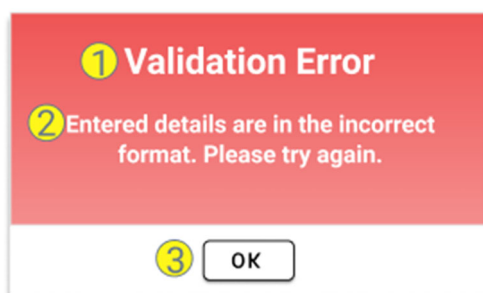 1 Validation Error
2 Entered details are in the incorrect
format. Please try again.
3 OK